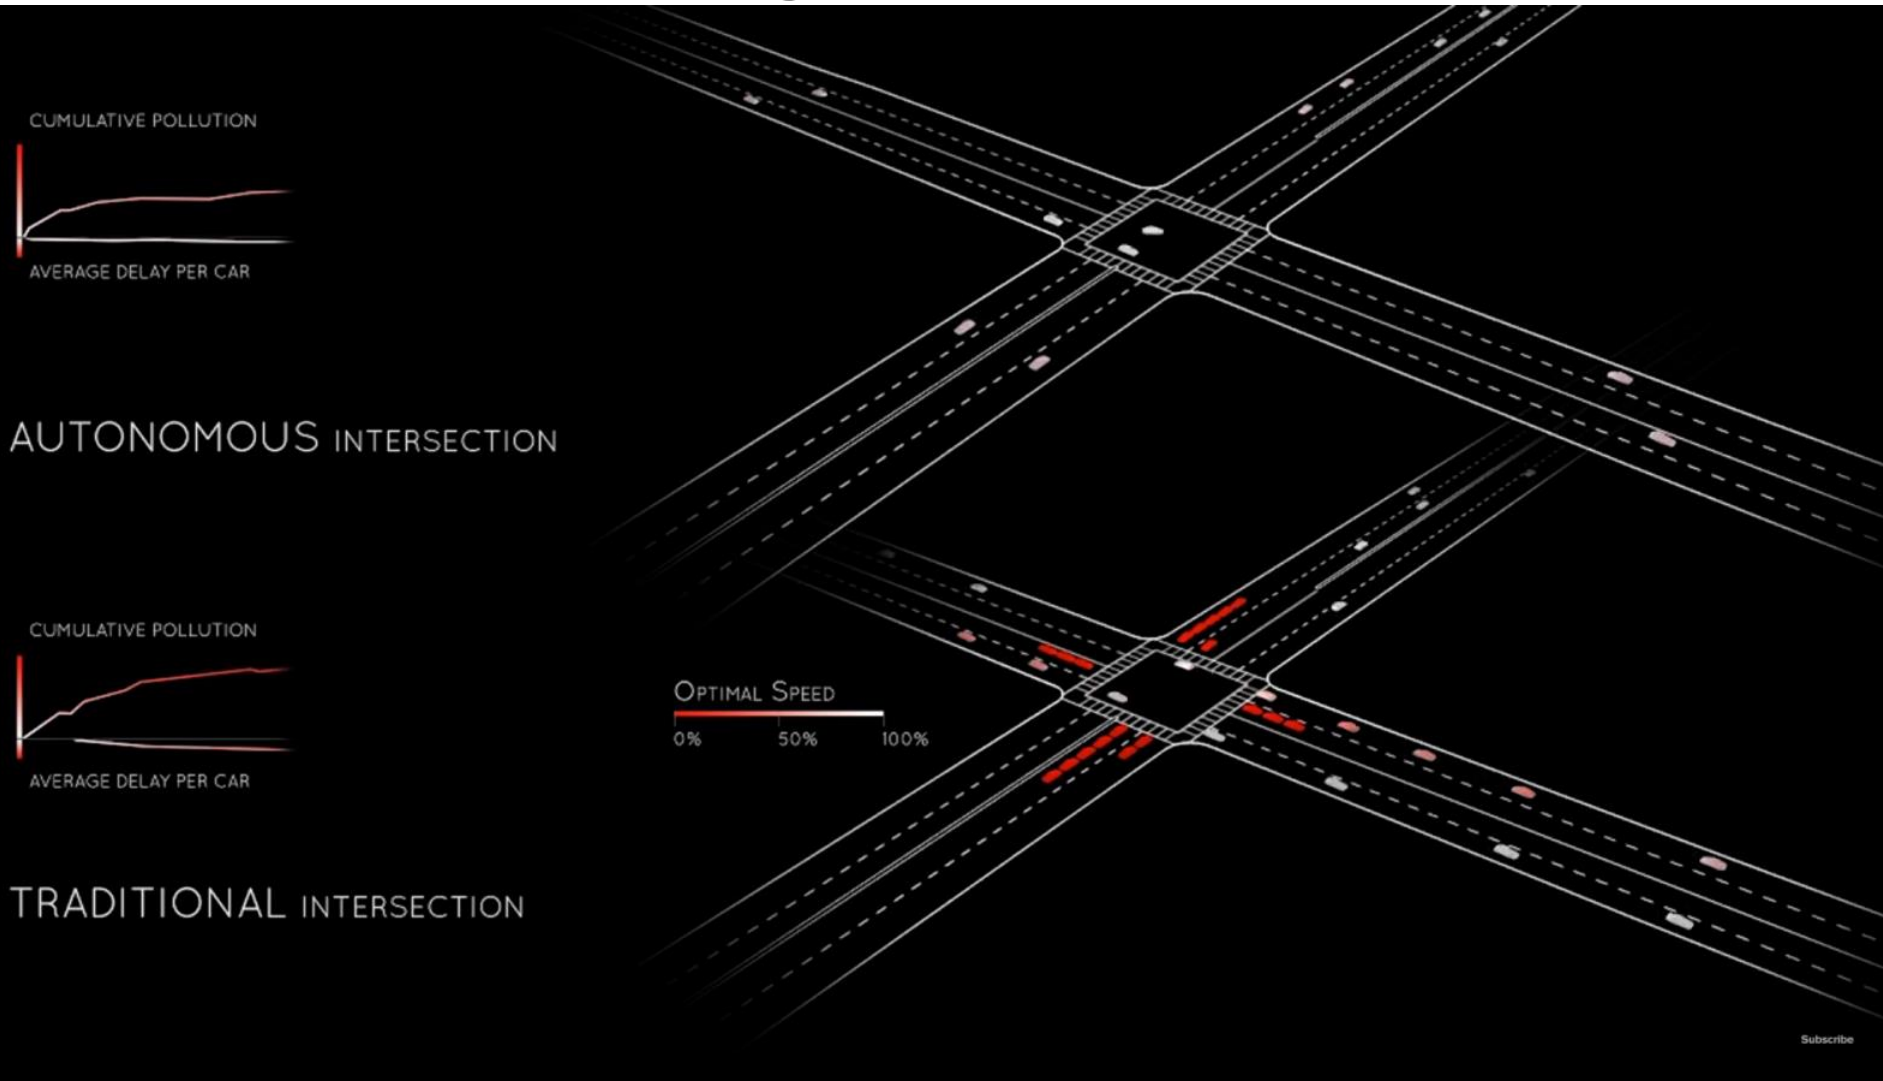 CUMULATIVE POLLUTION
AVERAGE DELAY PER CAR
AUTONOMOUS INTERSECTION
CUMULATIVE POLLUTION
AVERAGE DELAY PER CAR
OPTIMAL SPEED
0% 50% 100%
TRADITIONAL INTERSECTION
Subscribe